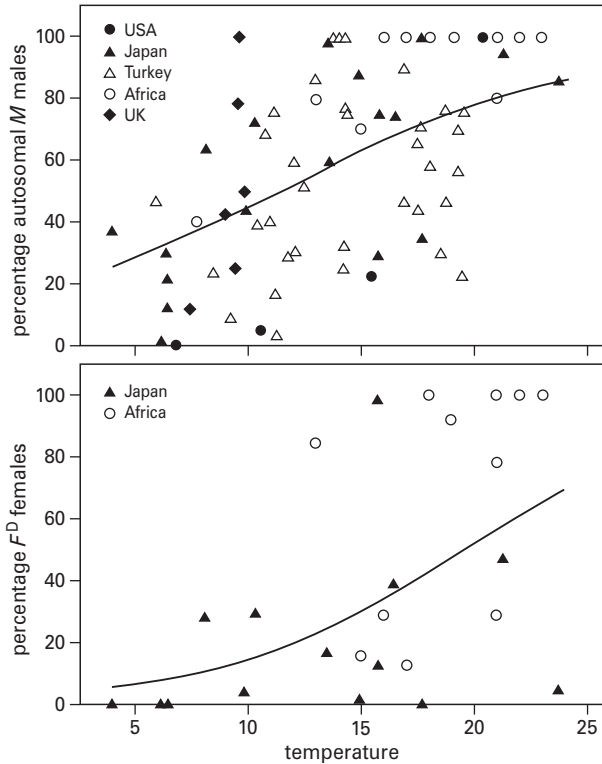 percentage autosomal M males
100
80
60
40
20
0
USA
Japan
Turkey
Africa
UK
percentage F^D females
100
80
60
40
20
0
Japan
Africa
5 10 15 20 25
temperature